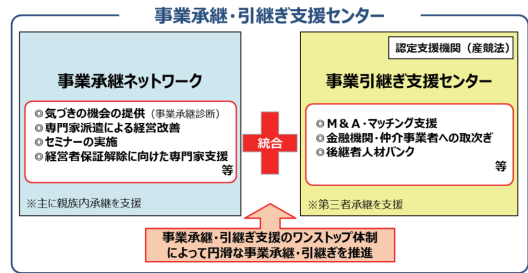 事業承継・引継ぎ支援センター
認定支援機関（産競法）
事業承継ネットワーク
◎気づきの機会の提供（事業承継診断）
◎専門家派遣による経営改善
◎セミナーの実施
◎経営者保証解除に向けた専門家支援
等
※主に親族内承継を支援
統合
事業引継ぎ支援センター
◎Ｍ＆Ａ・マッチング支援
◎金融機関・仲介事業者への取次ぎ
◎後継者人材バンク
等
※第三者承継を支援
事業承継・引継ぎ支援のワンストップ体制
によって円滑な事業承継・引継ぎを推進